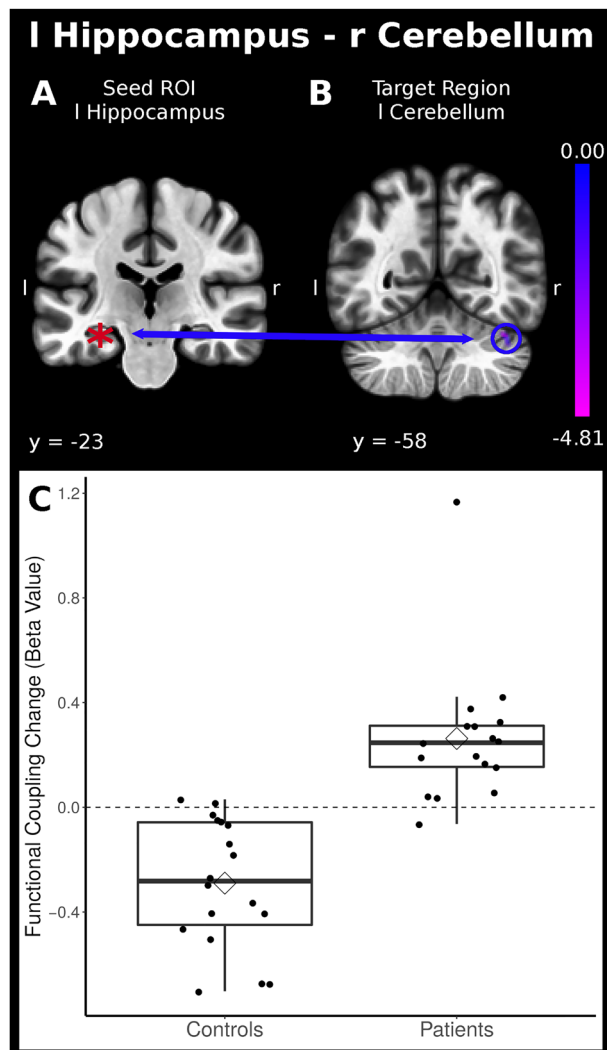 l Hippocampus - r Cerebellum
A
Seed ROI
l Hippocampus
B
Target Region
l Cerebellum
0.00
l
r
l
r
y = -23
y = -58
-4.81
C
Functional Coupling Change (Beta Value)
1.2
0.8
0.4
0.0
−0.4
Controls
Patients